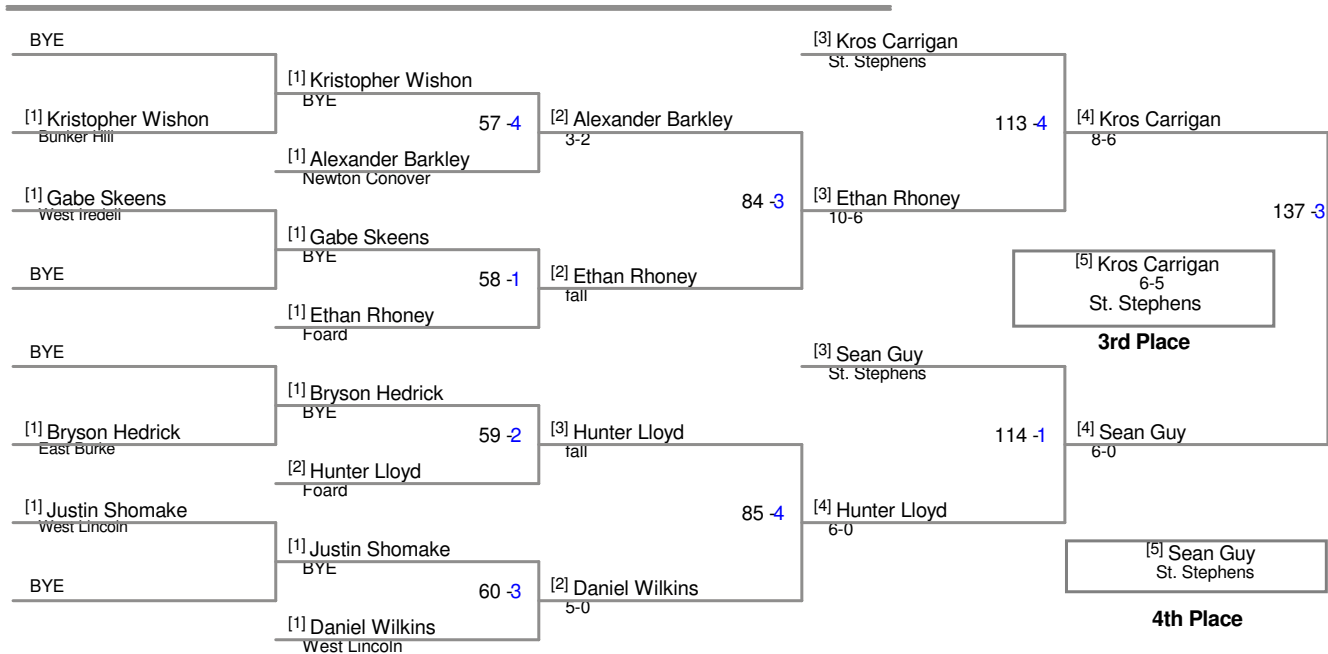 BYE
[1] Kristopher Wishon
Bunker Hill
[1] Gabe Skeens
West Iredell
BYE
BYE
[1] Bryson Hedrick
East Burke
[1] Justin Shomake
West Lincoln
BYE
[1] Kristopher Wishon
BYE
57 -4
[1] Alexander Barkley
Newton Conover
[1] Gabe Skeens
BYE
58 -1
[1] Ethan Rhoney
Foard
[1] Bryson Hedrick
BYE
59 -2
[2] Hunter Lloyd
Foard
[1] Justin Shomake
BYE
60 -3
[1] Daniel Wilkins
West Lincoln
[2] Alexander Barkley
3-2
84 -3
[2] Ethan Rhoney
fall
[3] Hunter Lloyd
fall
85 -4
[2] Daniel Wilkins
5-0
[3] Kros Carrigan
St. Stephens
113 -4
[3] Ethan Rhoney
10-6
[3] Sean Guy
St. Stephens
114 -1
[4] Hunter Lloyd
6-0
[4] Kros Carrigan
8-6
137 -3
[4] Sean Guy
6-0
[5] Kros Carrigan
6-5
St. Stephens
3rd Place
[5] Sean Guy
St. Stephens
4th Place